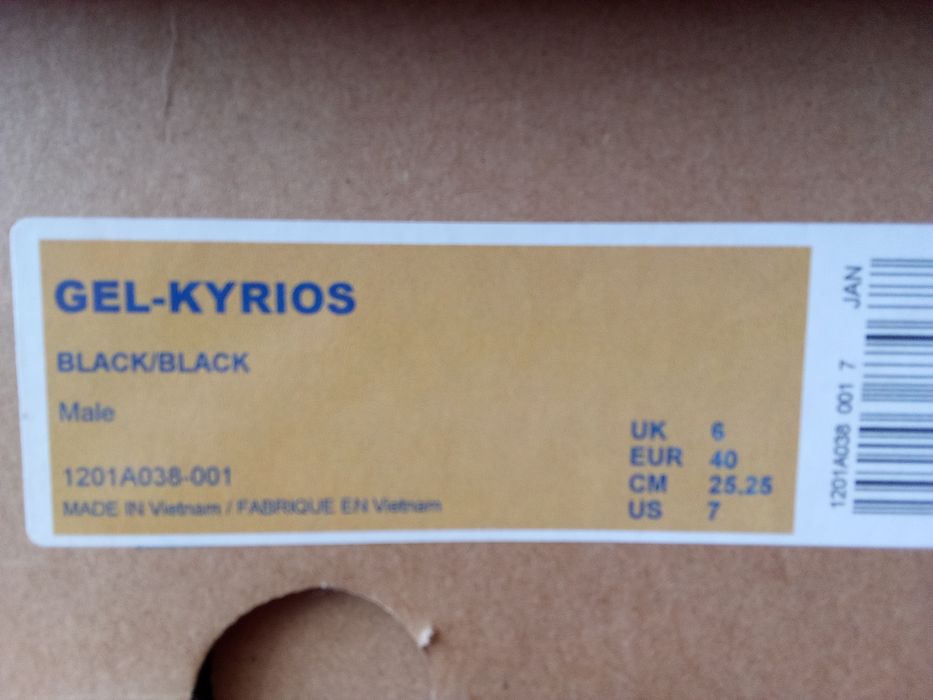 GEL-KYRIOS
BLACK/BLACK
Male
1201A038-001
MADE IN Vietnam / FABRIQUE EN Vietnam
UK 6
EUR 40
CM 25.25
US 7
JAN
1201A038 001 7